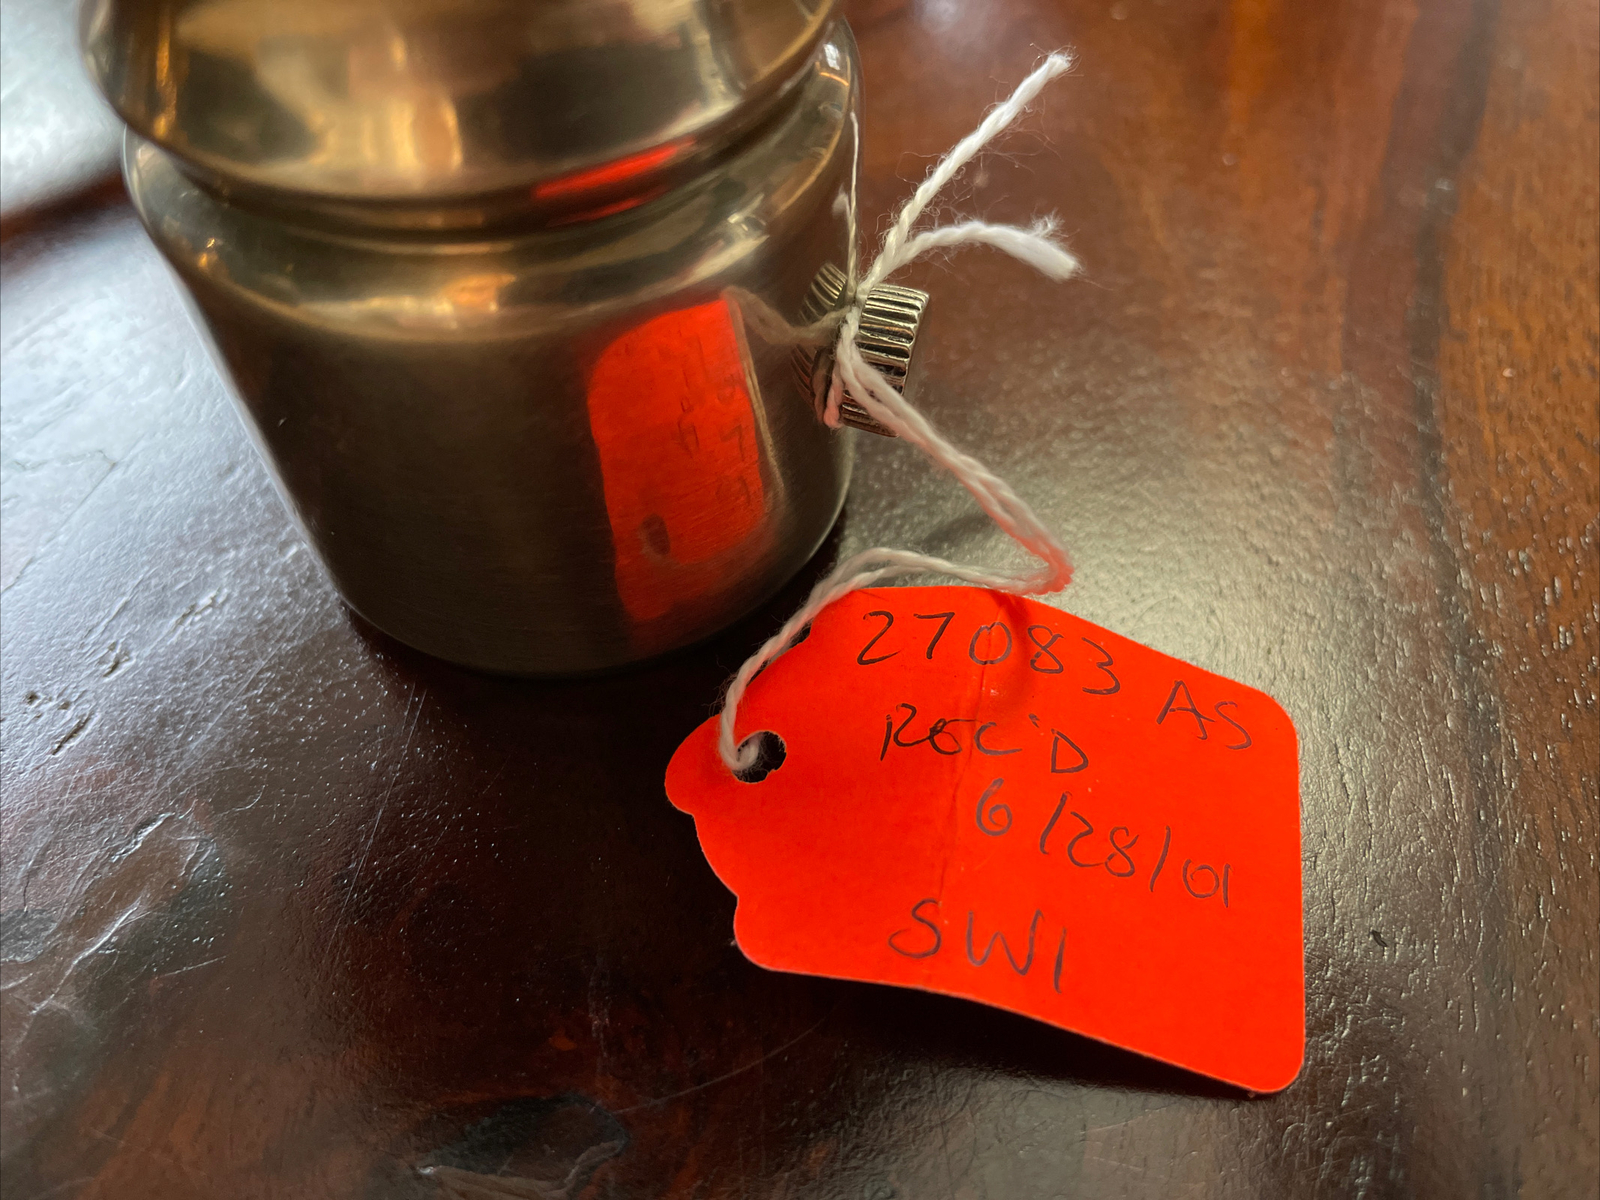 27083 AS
REC'D
6/28/01
SW1